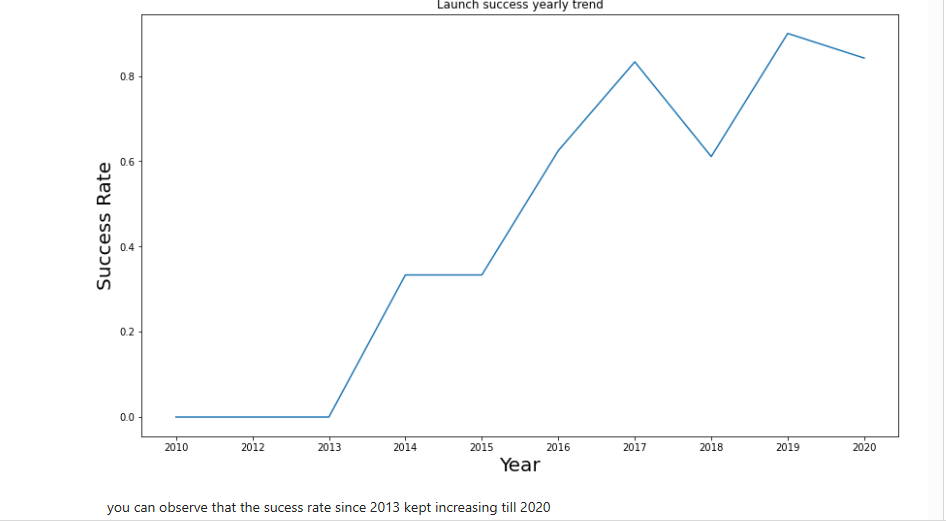 Launch success yearly trend
0.8
0.6
0.4
0.2
0.0
Success Rate
2010 2012 2013 2014 2015 2016 2017 2018 2019 2020
Year
you can observe that the sucess rate since 2013 kept increasing till 2020